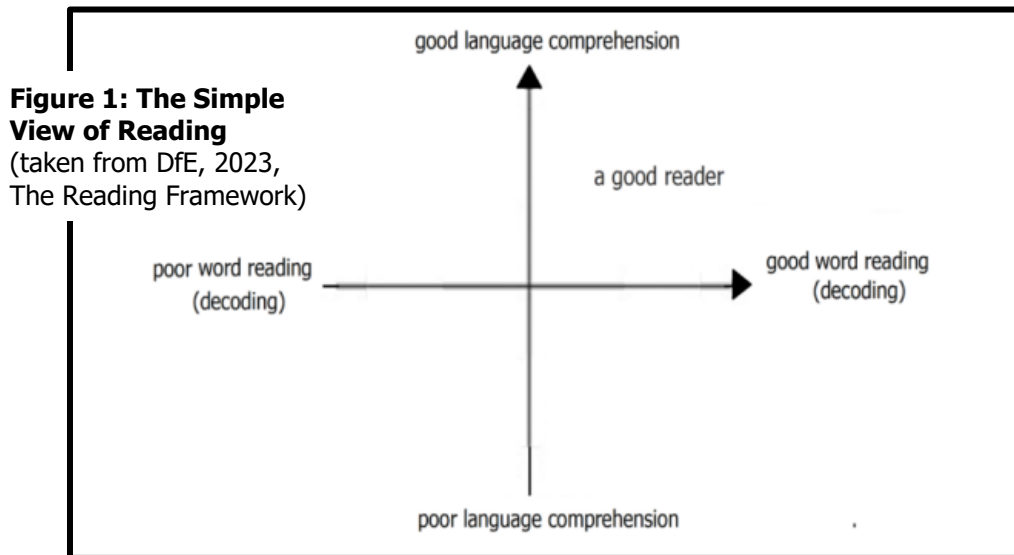 good language comprehension
Figure 1: The Simple
View of Reading
(taken from DfE, 2023,
The Reading Framework)
a good reader
poor word reading
(decoding)
good word reading
(decoding)
poor language comprehension